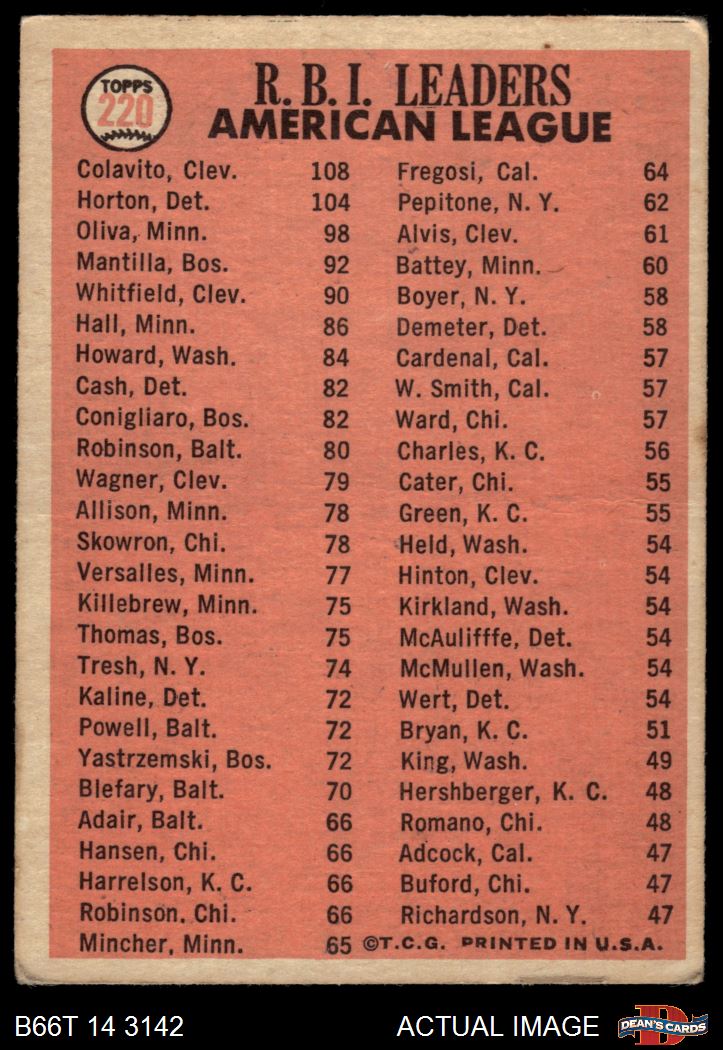 TOPPS
220
R. B. I. LEADERS
AMERICAN LEAGUE
Colavito, Clev. 108
Horton, Det. 104
Oliva, Minn. 98
Mantilla, Bos. 92
Whitfield, Clev. 90
Hall, Minn. 86
Howard, Wash. 84
Cash, Det. 82
Conigliaro, Bos. 82
Robinson, Balt. 80
Wagner, Clev. 79
Allison, Minn. 78
Skowron, Chi. 78
Versalles, Minn. 77
Killebrew, Minn. 75
Thomas, Bos. 75
Tresh, N. Y. 74
Kaline, Det. 72
Powell, Balt. 72
Yastrzemski, Bos. 72
Blefary, Balt. 70
Adair, Balt. 66
Hansen, Chi. 66
Harrelson, K. C. 66
Robinson. Chi. 66
Mincher, Minn. 65
Fregosi, Cal. 64
Pepitone, N. Y. 62
Alvis, Clev. 61
Battey, Minn. 60
Boyer, N. Y. 58
Demeter, Det. 58
Cardenal, Cal. 57
W. Smith, Cal. 57
Ward, Chi. 57
Charles, K. C. 56
Cater, Chi. 55
Green, K. C. 55
Held, Wash. 54
Hinton, Clev. 54
Kirkland, Wash. 54
McAulifffe, Det. 54
McMullen, Wash. 54
Wert, Det. 54
Bryan, K. C. 51
King, Wash. 49
Hershberger, K. C. 48
Romano, Chi. 48
Adcock, Cal. 47
Buford, Chi. 47
Richardson, N. Y. 47
©T.C.G. PRINTED IN U.S.A.
B66T 14 3142
ACTUAL IMAGE
D
DEAN'S CARDS